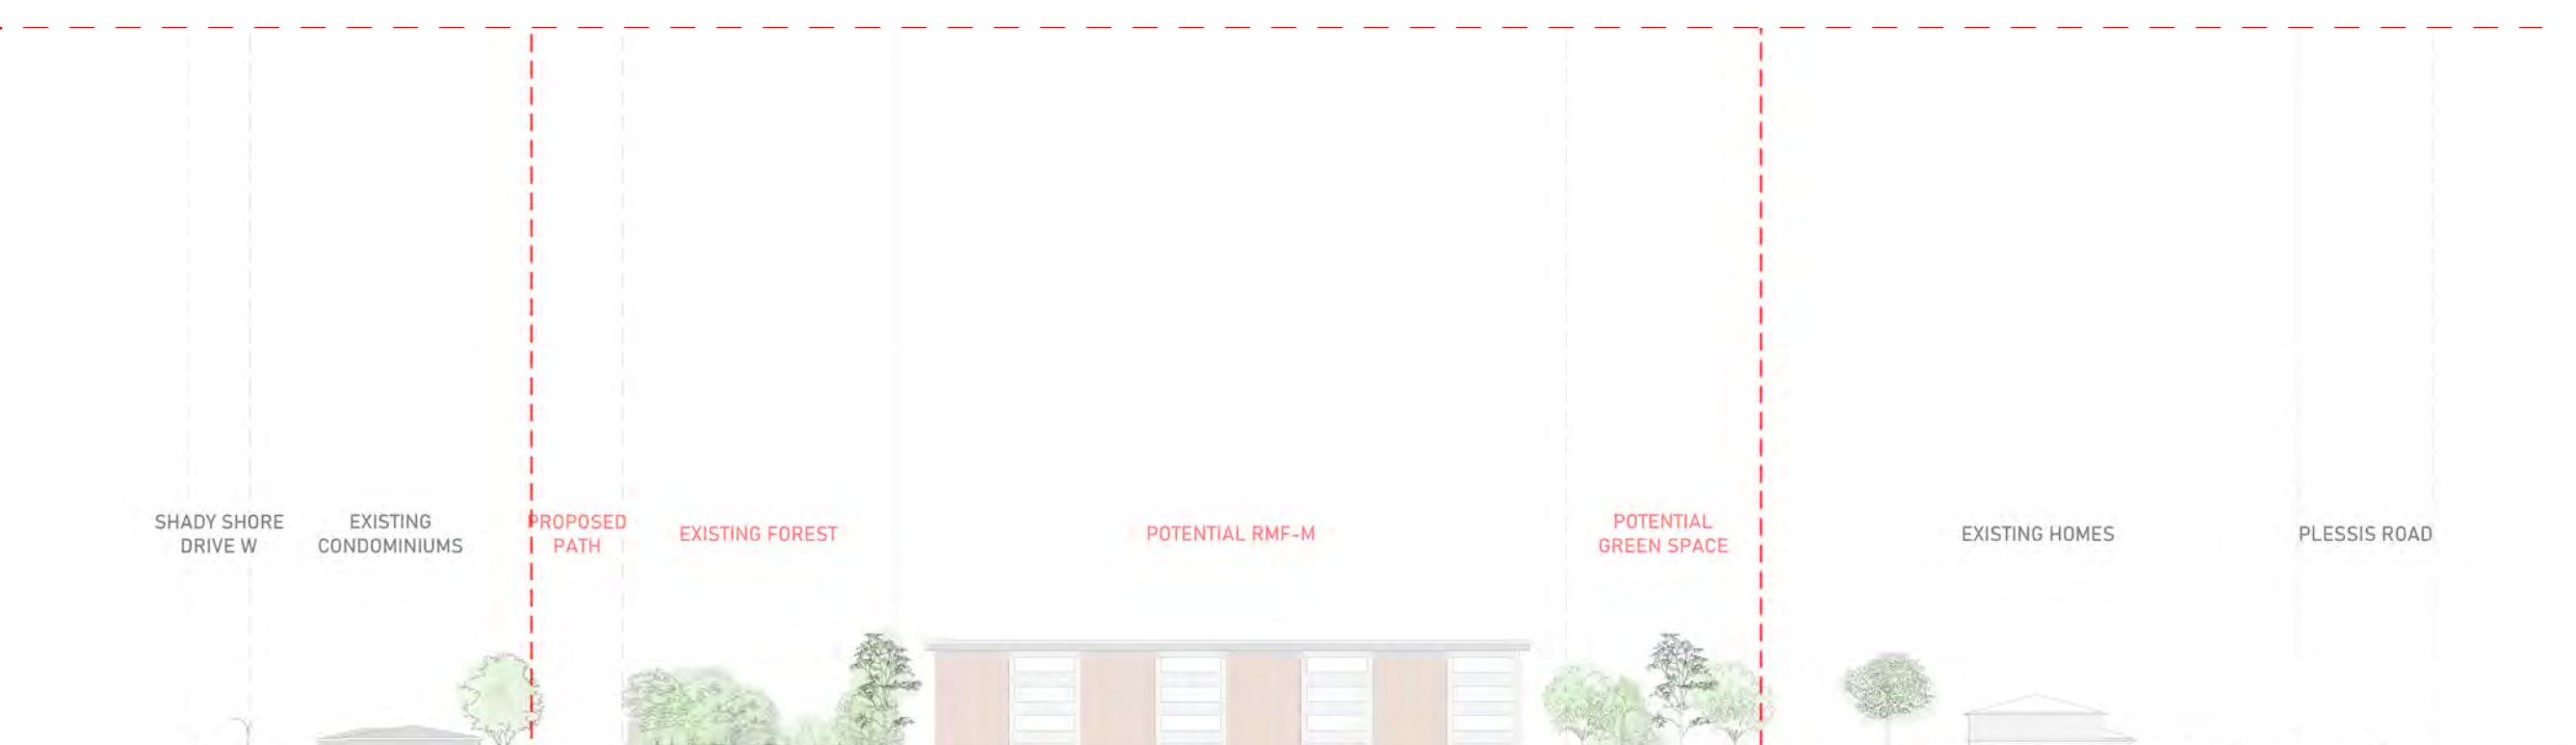 SHADY SHORE
DRIVE W
EXISTING
CONDOMINIUMS
PROPOSED
PATH
EXISTING FOREST
POTENTIAL RMF-M
POTENTIAL
GREEN SPACE
EXISTING HOMES
PLESSIS ROAD